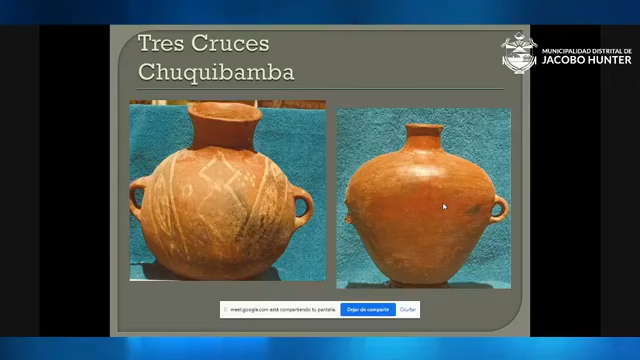 Tres Cruces
Chuquibamba
MUNICIPALIDAD DISTRITAL DE
JACOBO HUNTER
meet.google.com está compartiendo tu pantalla.
Dejar de compartir
Ocultar